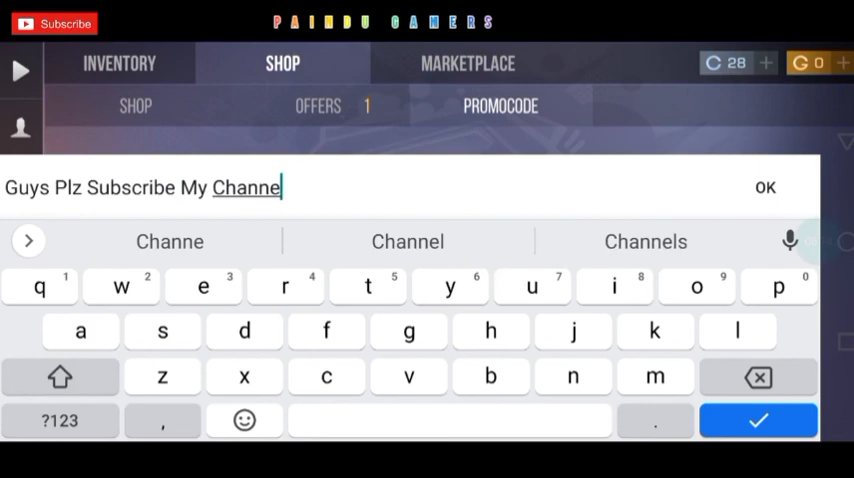 Subscribe
PAINDU GAMERS
INVENTORY SHOP MARKETPLACE C 28 + G 0 +
SHOP OFFERS 1 PROMOCODE
Guys Plz Subscribe My Channe OK
Channe Channel Channels
q 1 w 2 e 3 r 4 t 5 y 6 u 7 i 8 o 9 p 0
a s d f g h j k l
z x c v b n m
?123 , .